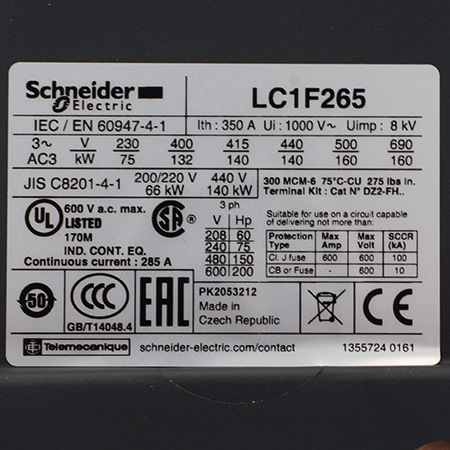 Schneider Electric
LC1F265
IEC / EN 60947-4-1 Ith : 350 A Ui : 1000 V~ Uimp : 8 kV
3~ V 230 400 415 440 500 690
AC3 kW 75 132 140 140 160 160
JIS C8201-4-1 200/220 V 440 V
66 kW 140 kW
300 MCM-6 75°C-CU 275 lbs in.
Terminal Kit : Cat N° DZ2-FH..
UL 600 V a.c. max.
LISTED
170M
IND. CONT. EQ.
Continuous current : 285 A
SA
3 ph
V Hp
208 60
240 75
480 150
600 200
Suitable for use on a circuit capable
of delivering not more than:
Protection Type Max Amp Max Volt SCCR (kA)
Cl. J fuse 600 600 100
CB or Fuse - 600 10
50
CCC
GB/T14048.4
EAC
PK2053212
Made in
Czech Republic
CE
Telemecanique schneider-electric.com/contact 1355724 0161